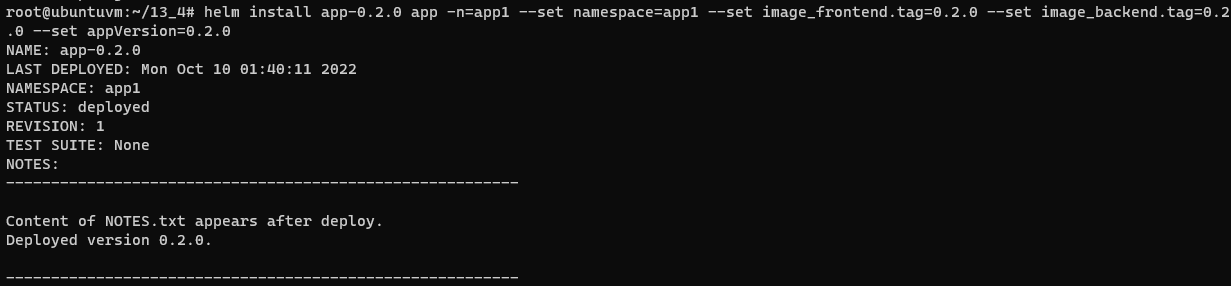 root@ubuntuvm:~/13_4# helm install app-0.2.0 app -n=app1 --set namespace=app1 --set image_frontend.tag=0.2.0 --set image_backend.tag=0.2
.0 --set appVersion=0.2.0
NAME: app-0.2.0
LAST DEPLOYED: Mon Oct 10 01:40:11 2022
NAMESPACE: app1
STATUS: deployed
REVISION: 1
TEST SUITE: None
NOTES:
---------------------------------------------------------
Content of NOTES.txt appears after deploy.
Deployed version 0.2.0.
---------------------------------------------------------